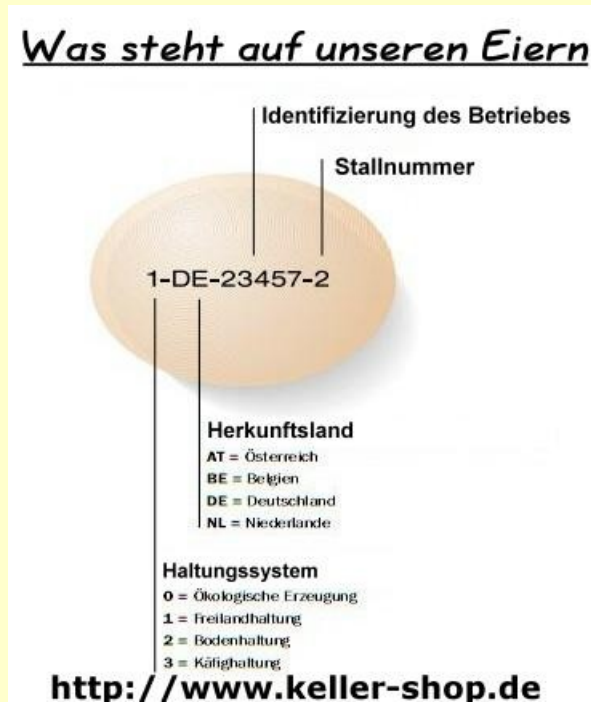 Was steht auf unseren Eiern
Identifizierung des Betriebes
Stallnummer
1-DE-23457-2
Herkunftsland
AT = Österreich
BE = Belgien
DE = Deutschland
NL = Niederlande
Haltungssystem
0 = Ökologische Erzeugung
1 = Freilandhaltung
2 = Bodenhaltung
3 = Käfighaltung
http://www.keller-shop.de